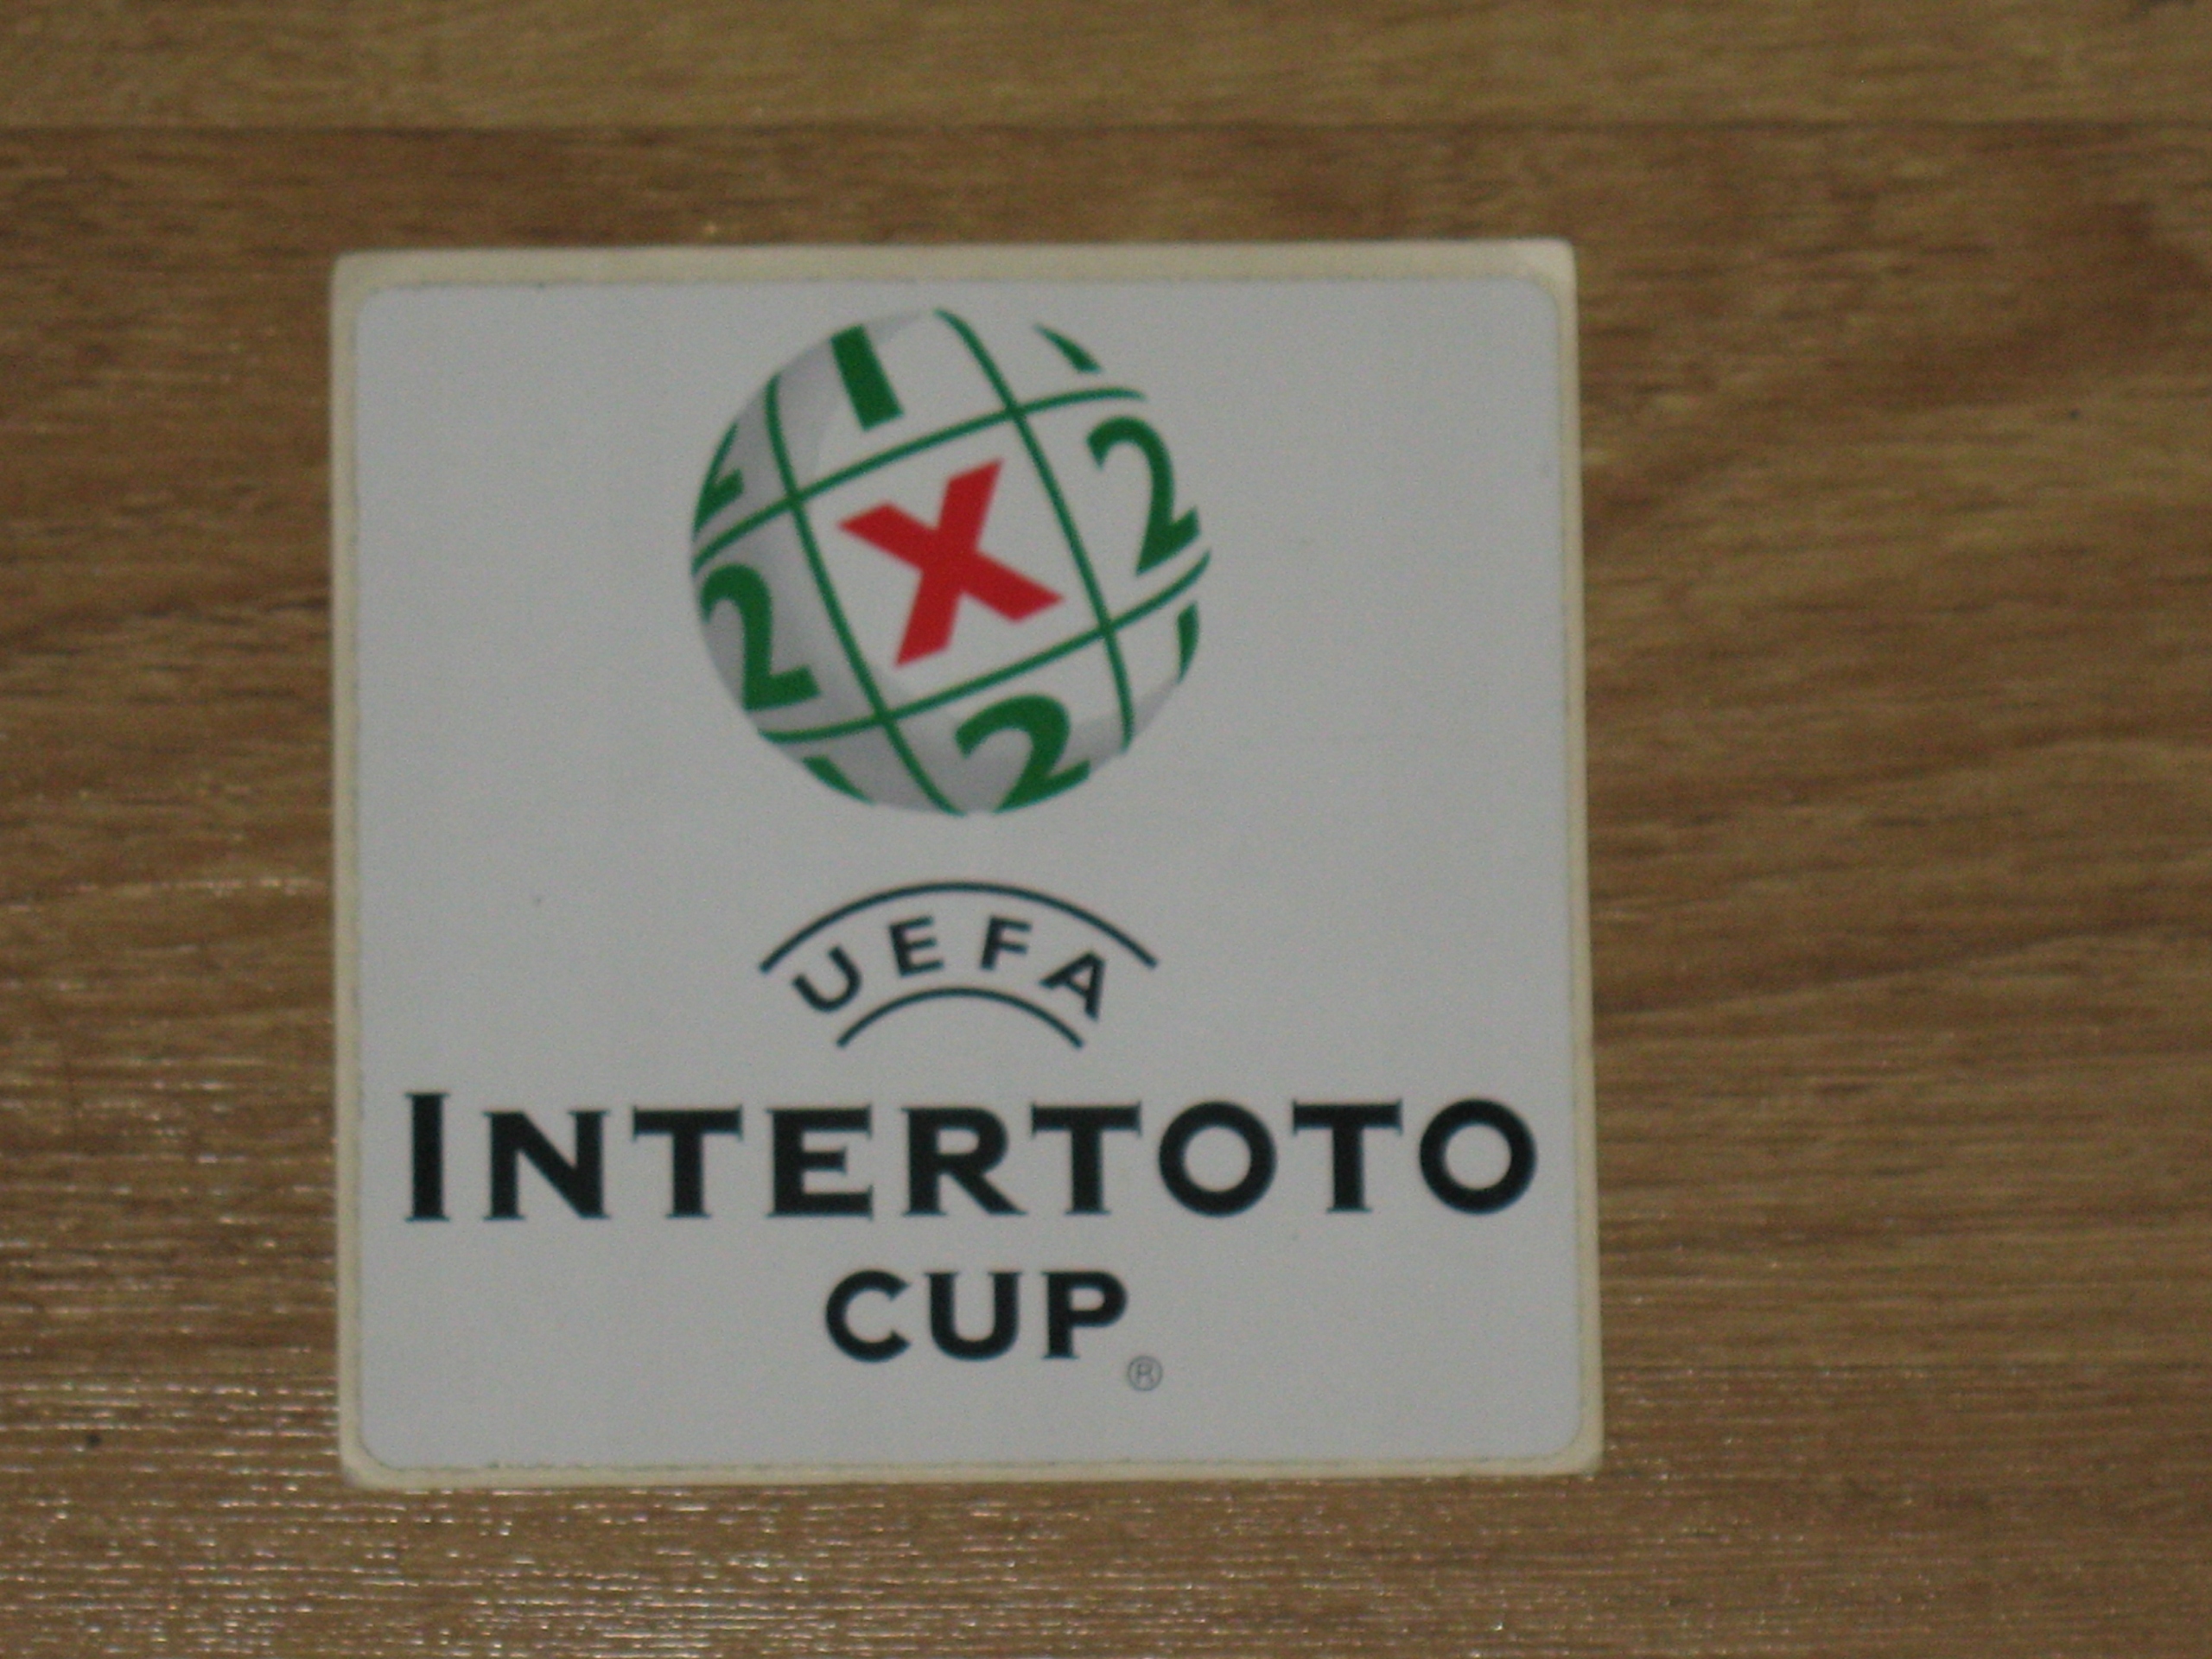 1
X 2
2
2
UEFA
INTERTOTO
CUP®